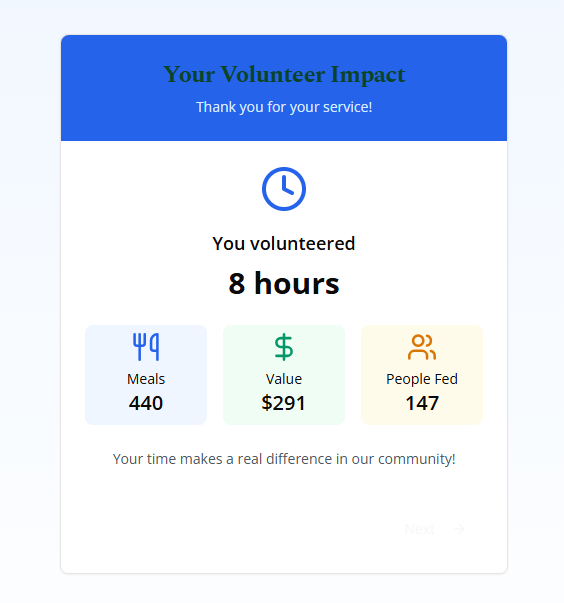 Your Volunteer Impact
Thank you for your service!
You volunteered
8 hours
Meals
440
Value
$291
People Fed
147
Your time makes a real difference in our community!
Next